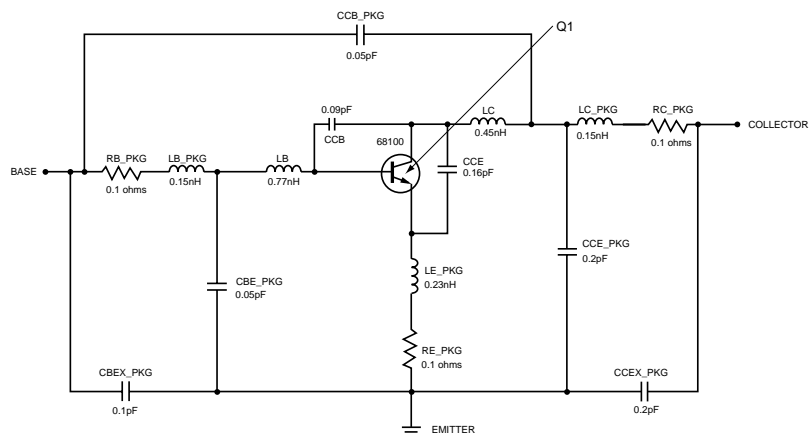 CCB_PKG
0.05pF
Q1
0.09pF
CCB
68100
LC
0.45nH
LC_PKG
0.15nH
RC_PKG
0.1 ohms
COLLECTOR
BASE
RB_PKG
0.1 ohms
LB_PKG
0.15nH
LB
0.77nH
CCE
0.16pF
CCE_PKG
0.2pF
LE_PKG
0.23nH
CBE_PKG
0.05pF
RE_PKG
0.1 ohms
CBEX_PKG
0.1pF
CCEX_PKG
0.2pF
EMITTER